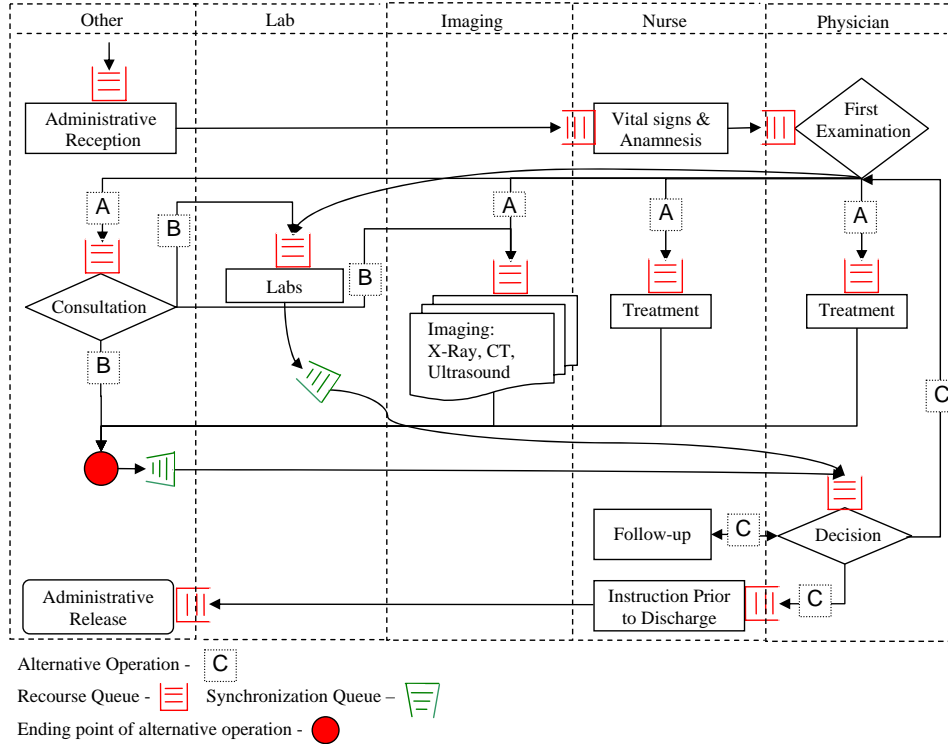 Other
Lab
Imaging
Nurse
Physician
Administrative
Reception
Vital signs &
Anamnesis
First
Examination
A
B
A
A
A
B
Consultation
Labs
Imaging:
X-Ray, CT,
Ultrasound
Treatment
Treatment
B
C
Follow-up
C
Decision
Administrative
Release
Instruction Prior
to Discharge
C
Alternative Operation - C
Recourse Queue - Synchronization Queue –
Ending point of alternative operation -